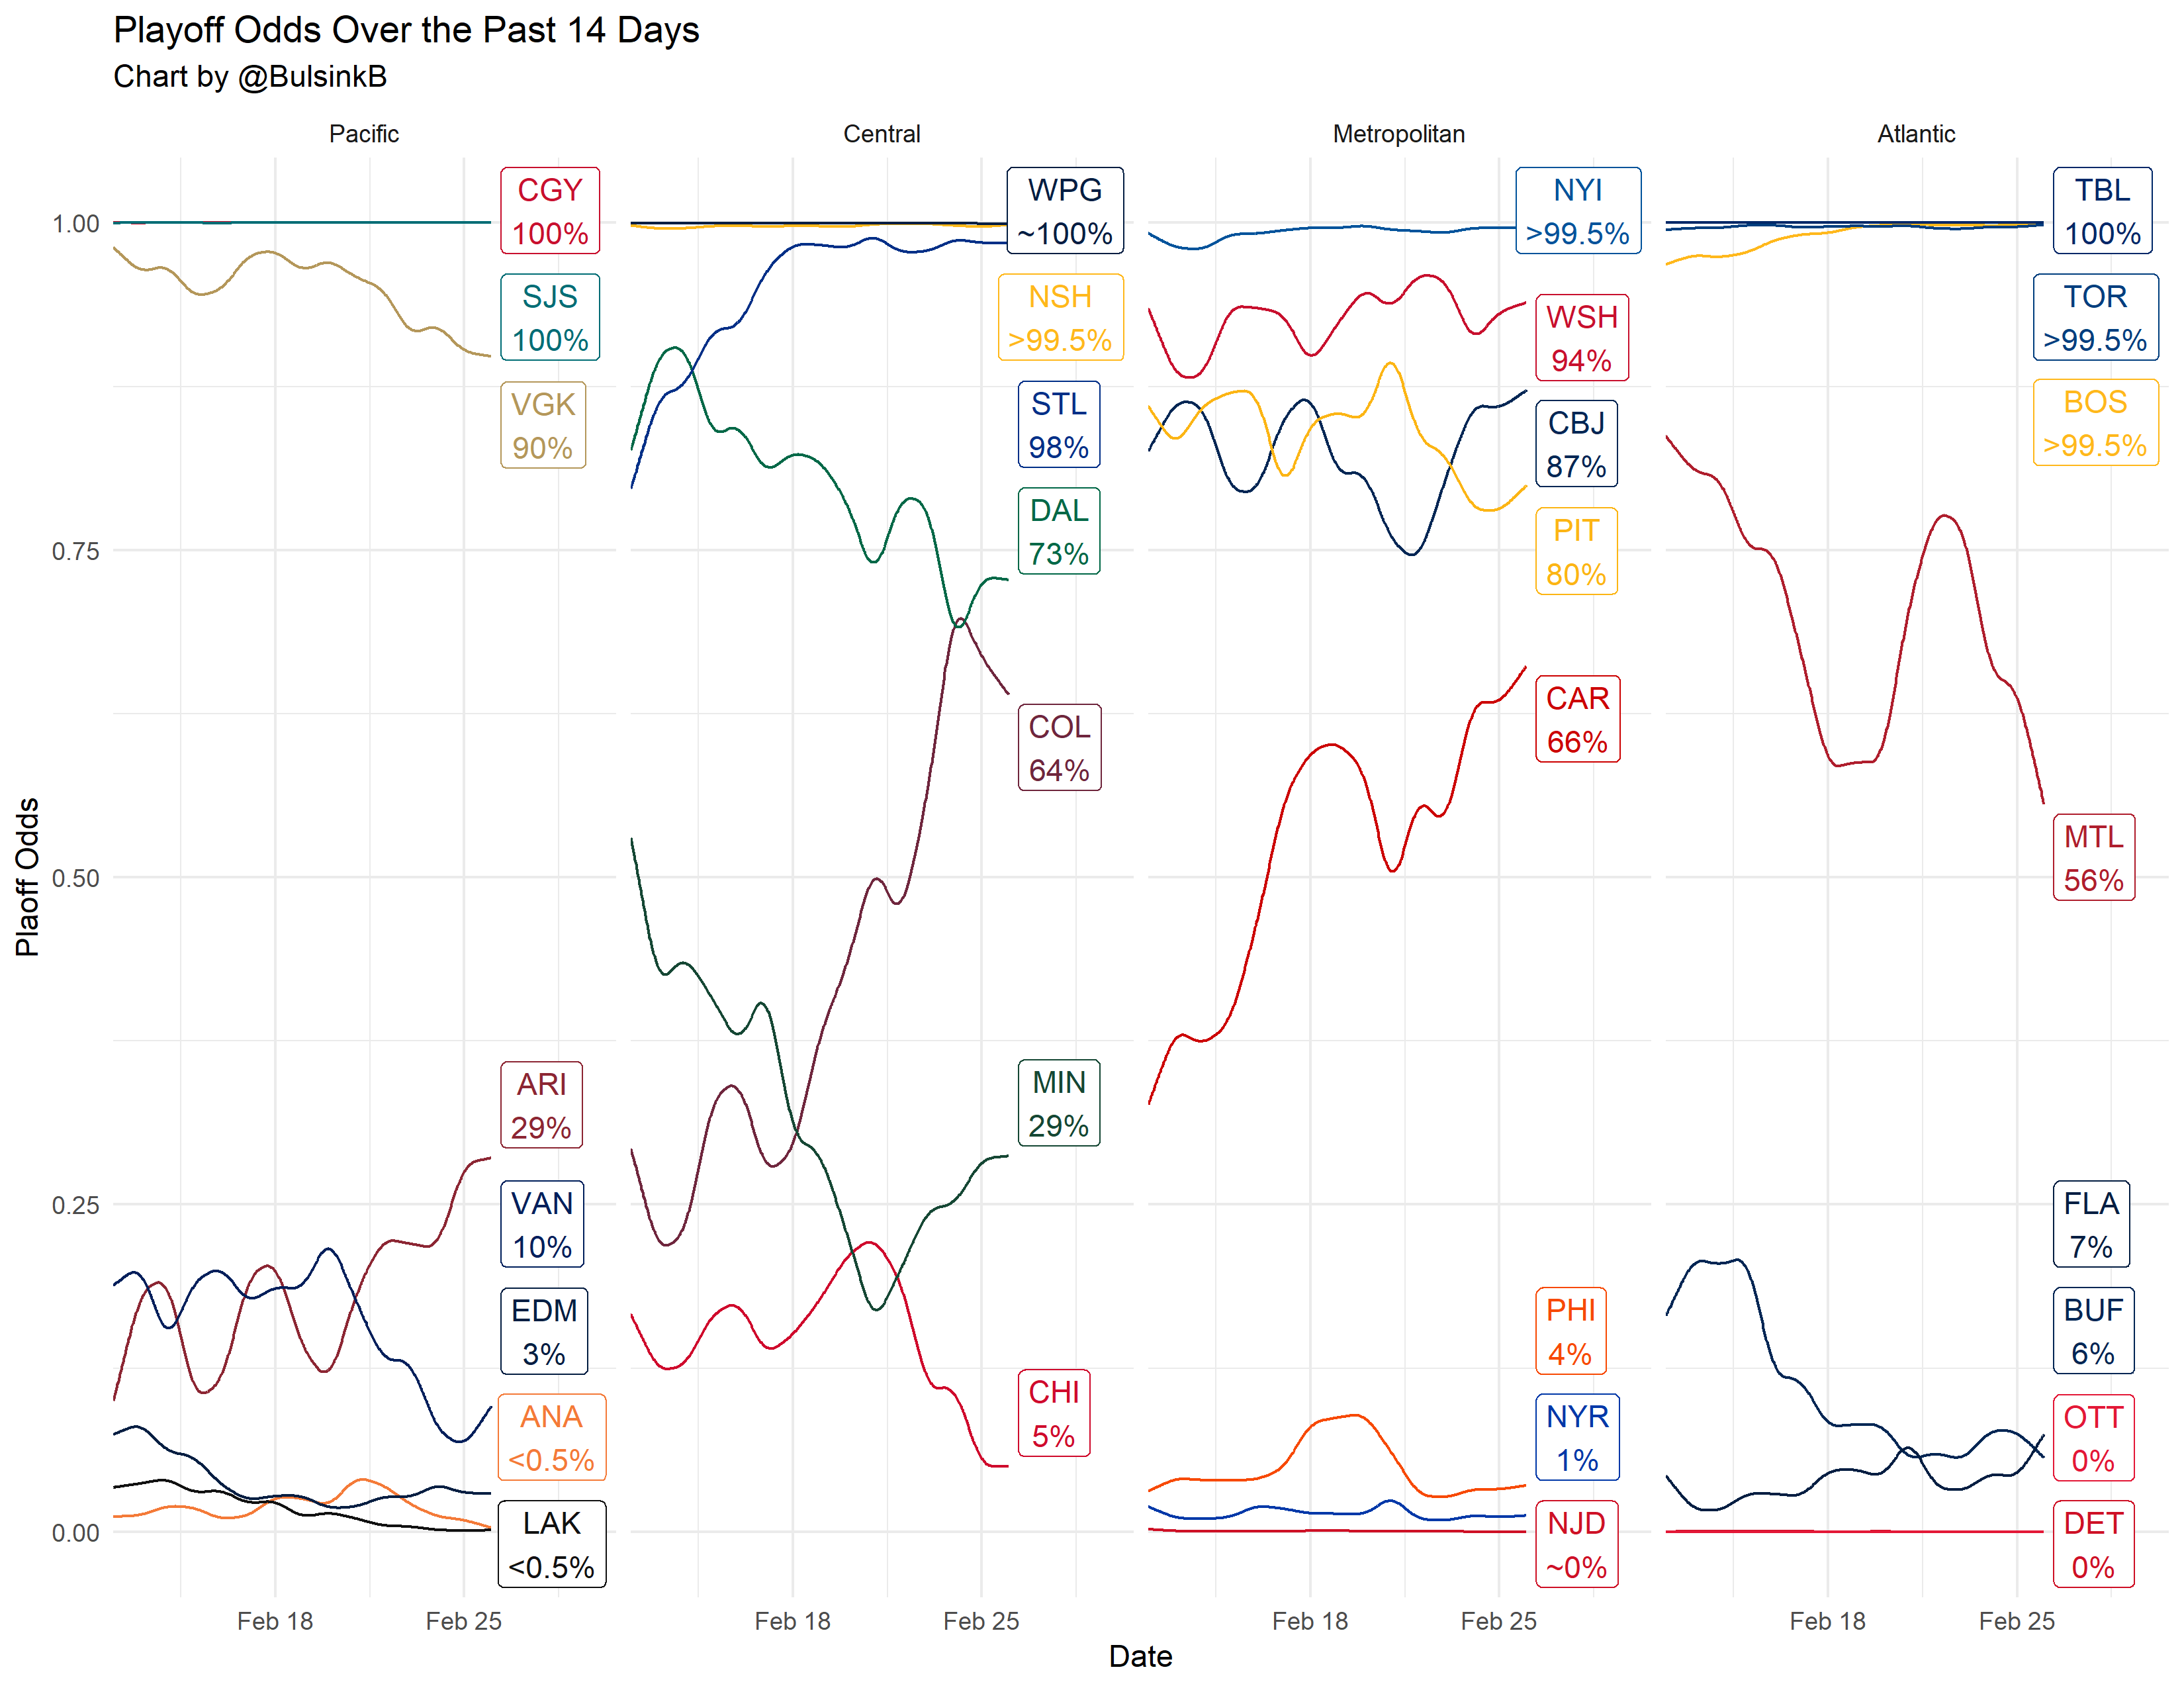 Playoff Odds Over the Past 14 Days
Chart by @BulsinkB
Pacific
Central
Metropolitan
Atlantic
Plaoff Odds
1.00
0.75
0.50
0.25
0.00
CGY
100%
SJS
100%
VGK
90%
ARI
29%
VAN
10%
EDM
3%
ANA
<0.5%
LAK
<0.5%
WPG
~100%
NSH
>99.5%
STL
98%
DAL
73%
COL
64%
MIN
29%
CHI
5%
NYI
>99.5%
WSH
94%
CBJ
87%
PIT
80%
CAR
66%
PHI
4%
NYR
1%
NJD
~0%
TBL
100%
TOR
>99.5%
BOS
>99.5%
MTL
56%
FLA
7%
BUF
6%
OTT
0%
DET
0%
Feb 18
Feb 25
Feb 18
Feb 25
Feb 18
Feb 25
Feb 18
Feb 25
Date